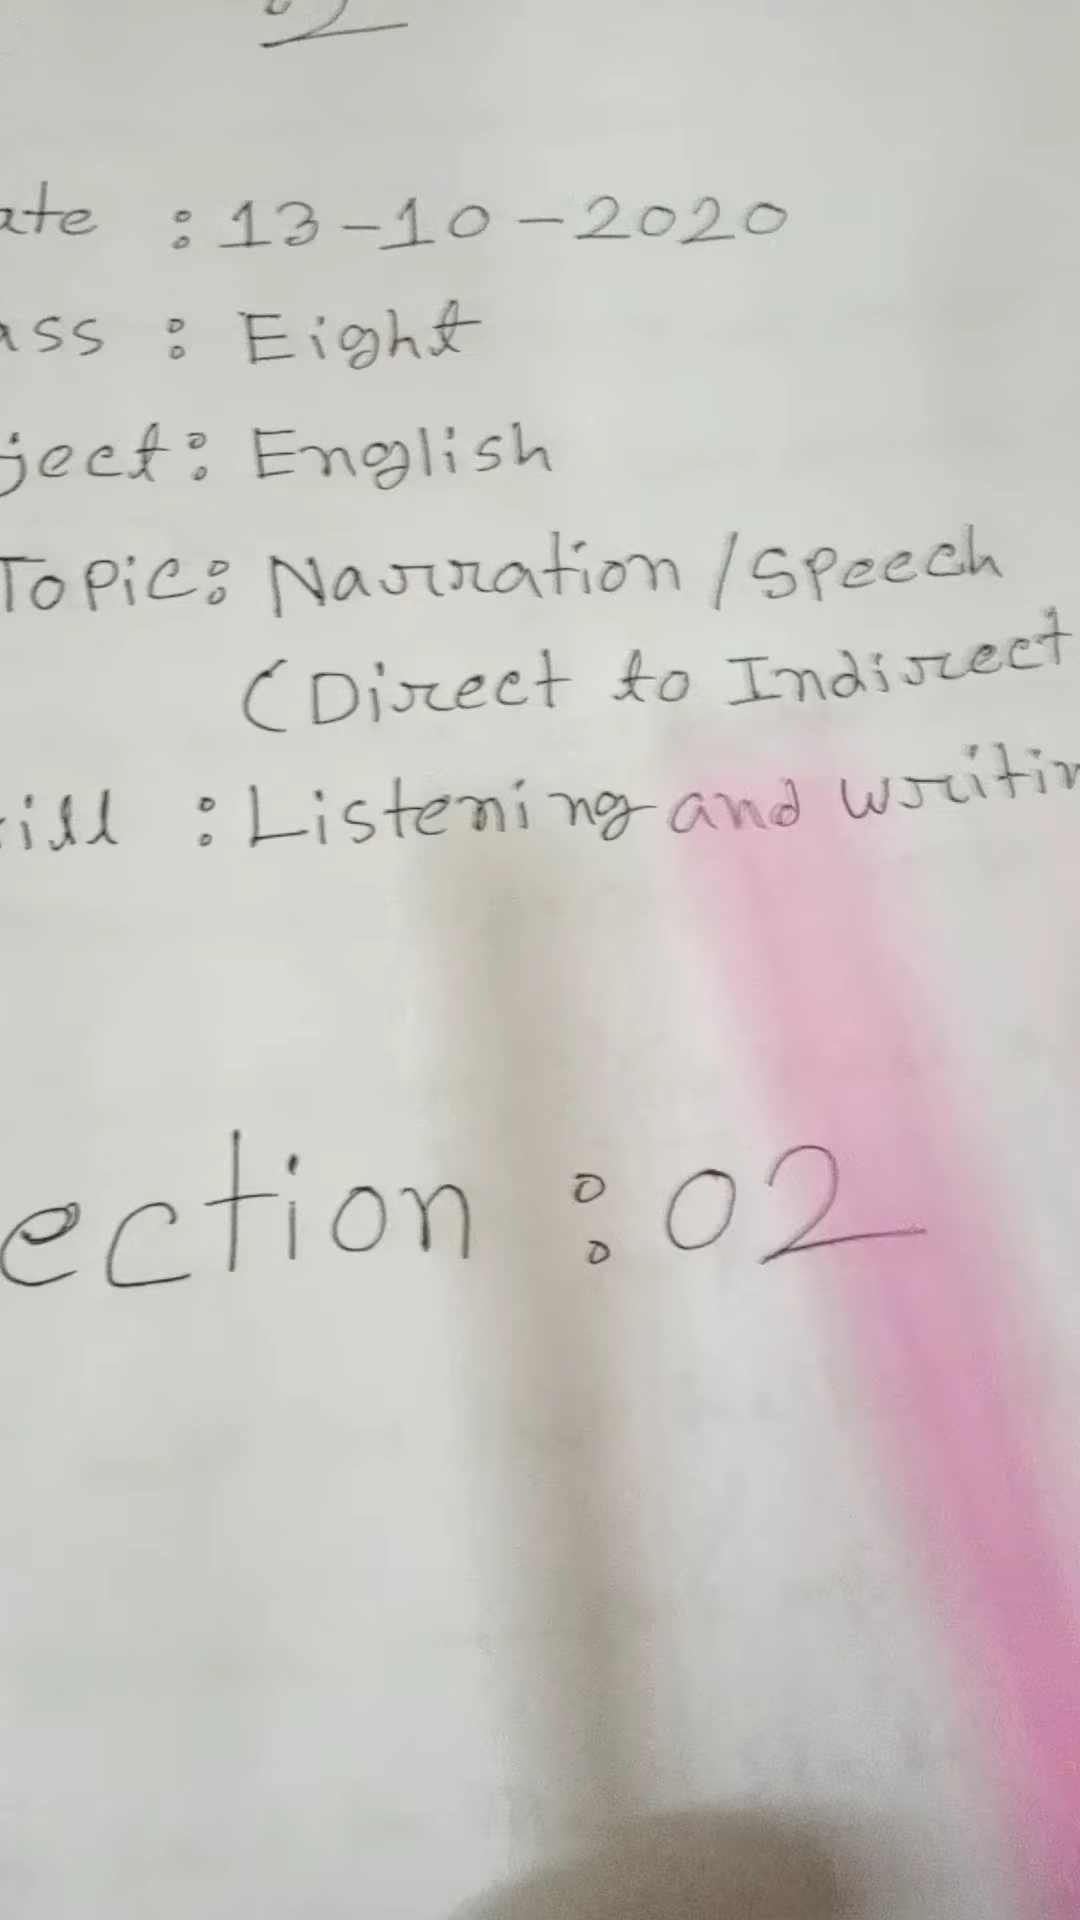 ate : 13-10-2020
ass : Eight
ject: English
Topic: Narration / Speech
(Direct to Indirect
ill : Listening and writin
ection : 02